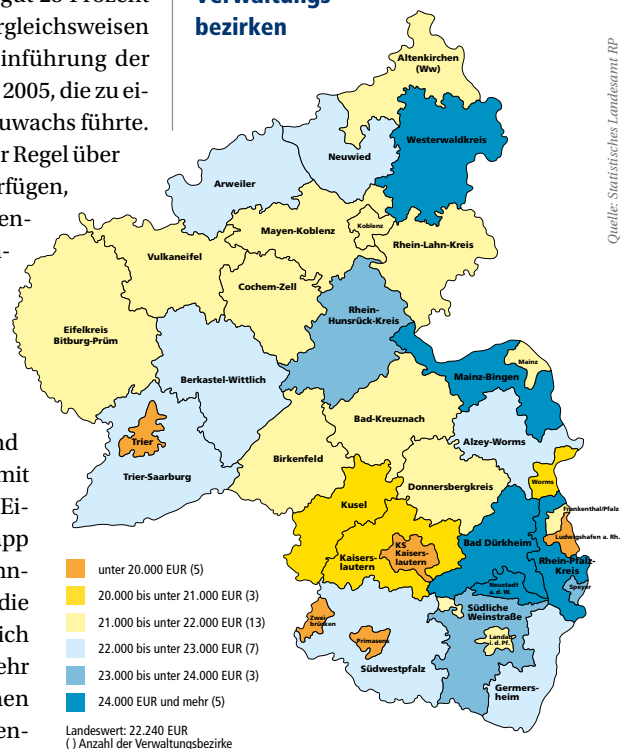 gut 28 Prozent
rgleichsweisen
inführung der
2005, die zu ei-
uwachs führte.
r Regel über
rfügen,
en-
nd
mit
Ei-
app
nn-
die
ich
ehr
nen
en-
Verwaltungs-
bezirken
Quelle: Statistisches Landesamt RP
Altenkirchen
(Ww)
Westerwaldkreis
Neuwied
Arweiler
Mayen-Koblenz
Koblenz
Rhein-Lahn-Kreis
Vulkaneifel
Cochem-Zell
Rhein-
Hunsrück-Kreis
Eifelkreis
Bitburg-Prüm
Mainz
Mainz-Bingen
Berkastel-Wittlich
Bad-Kreuznach
Alzey-Worms
Trier
Birkenfeld
Trier-Saarburg
Donnersbergkreis
Worms
Kusel
Frankenthal/Pfalz
Ludwigshafen a. Rh.
KS
Kaisers-
lautern
Bad Dürkheim
Kaisers-
lautern
Rhein-Pfalz-
Kreis
Neustadt
a. d. W.
Speyer
Südliche
Weinstraße
Zwei-
brücken
Primasens
Landau
i. d. Pf.
Südwestpfalz
Germers-
heim
unter 20.000 EUR (5)
20.000 bis unter 21.000 EUR (3)
21.000 bis unter 22.000 EUR (13)
22.000 bis unter 23.000 EUR (7)
23.000 bis unter 24.000 EUR (3)
24.000 EUR und mehr (5)
Landeswert: 22.240 EUR
( ) Anzahl der Verwaltungsbezirke